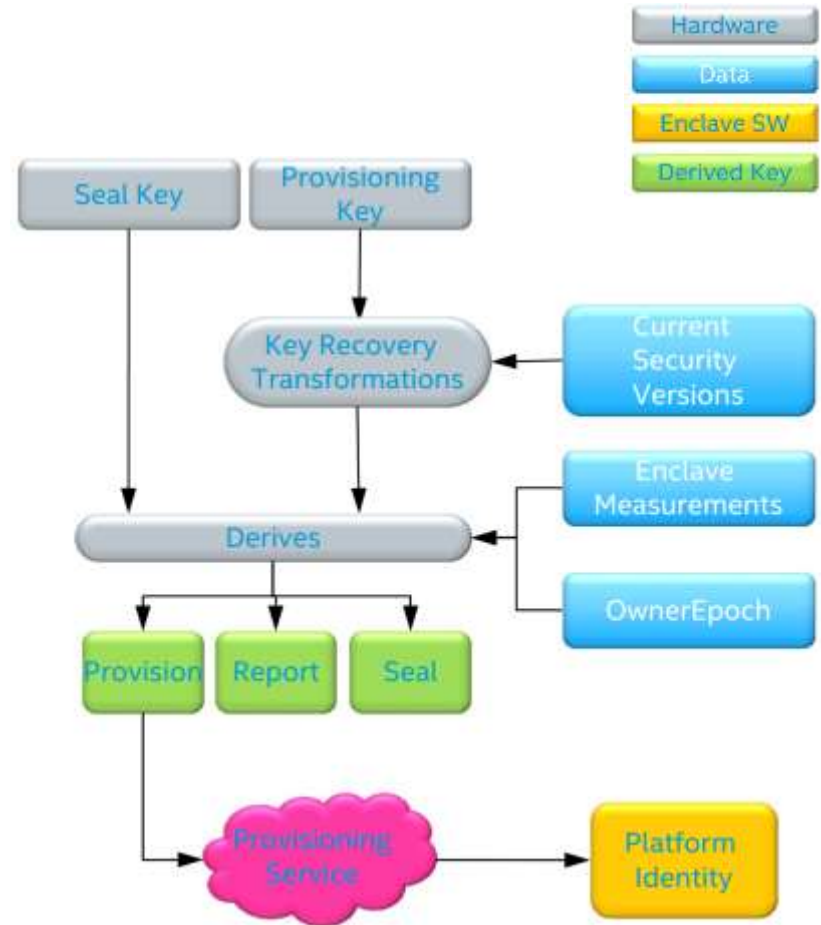 Hardware
Data
Enclave SW
Derived Key
Seal Key
Provisioning
Key
Key Recovery
Transformations
Current
Security
Versions
Enclave
Measurements
Derives
OwnerEpoch
Provision
Report
Seal
Provisioning
Service
Platform
Identity